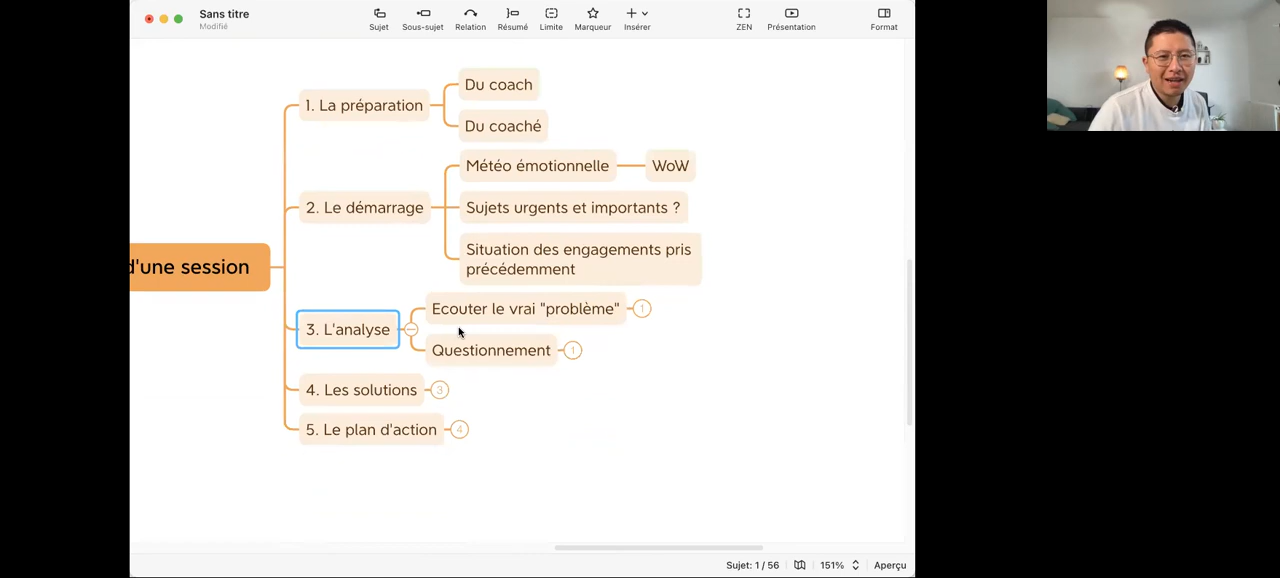 Sans titre
Modifié
Sujet
Sous-sujet
Relation
Résumé
Limite
Marqueur
Insérer
ZEN
Présentation
Format
d'une session
1. La préparation
Du coach
Du coaché
2. Le démarrage
Météo émotionnelle
WoW
Sujets urgents et importants ?
Situation des engagements pris
précédemment
3. L'analyse
Ecouter le vrai "problème"
1
Questionnement
1
4. Les solutions
3
5. Le plan d'action
4
Sujet: 1 / 56
151%
Aperçu